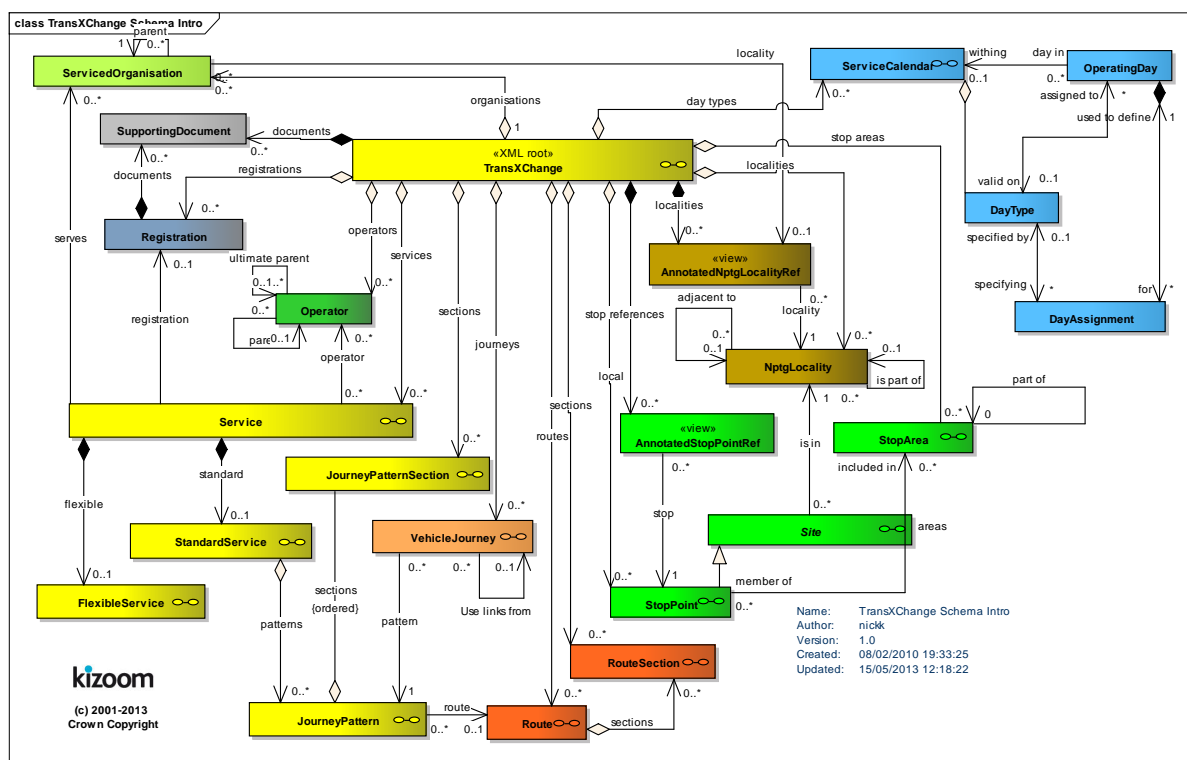 class TransXChange Schema Intro
parent
1
0..*
ServicedOrganisation
0..*
0..*
0..*
0..*
locality
organisations
1
day types
ServiceCalendar
0..*
withing
0..1
day in
0..*
OperatingDay
assigned to
*
used to define
1
SupportingDocument
0..*
0..*
documents
documents
«XML root»
TransXChange
stop areas
localities
registrations
0..*
Registration
0..1
serves
registration
operators
services
ultimate parent
0..1..*
0..*
0..*
Operator
0..1
operator
0..*
0..*
sections
journeys
localities
0..*
0..1
«view»
AnnotatedNptgLocalityRef
0..*
locality
1
adjacent to
0..*
0..1
0..*
0..1
NptgLocality
is part of
1
0..*
valid on
0..1
DayType
specified by
0..1
specifying
*
for
*
DayAssignment
stop references
local
sections
routes
0..*
Service
«view»
AnnotatedStopPointRef
0..*
stop
1
is in
0..*
part of
0..*
0
StopArea
included in
0..*
flexible
0..1
standard
0..1
0..*
JourneyPatternSection
StandardService
FlexibleService
0..*
VehicleJourney
0..*
0..*
0..1
Use links from
Site
areas
sections
{ordered}
patterns
0..*
pattern
1
0..*
StopPoint
member of
0..*
0..*
RouteSection
0..*
JourneyPattern
route
0..*
0..1
0..*
Route
sections
0..*
Name: TransXChange Schema Intro
Author: nickk
Version: 1.0
Created: 08/02/2010 19:33:25
Updated: 15/05/2013 12:18:22
kizoom
(c) 2001-2013
Crown Copyright